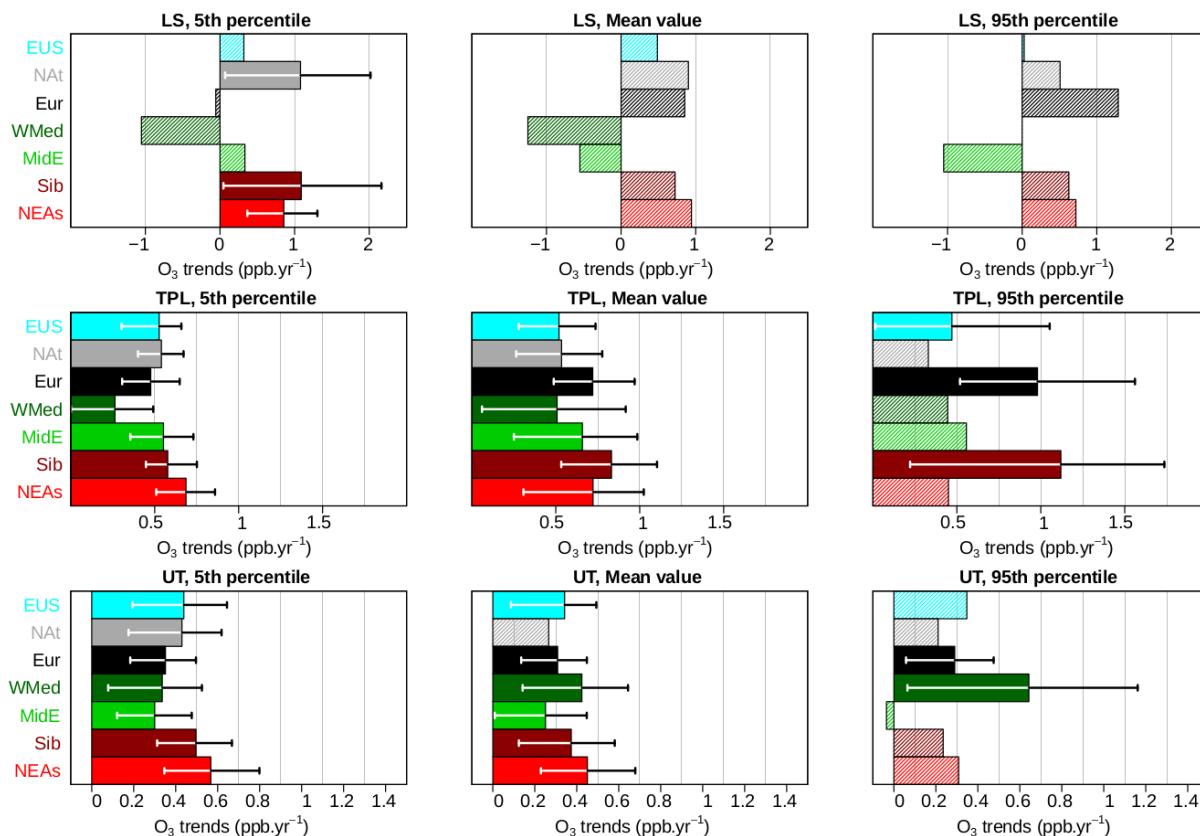 LS, 5th percentile
LS, Mean value
LS, 95th percentile
EUS
NAt
Eur
WMed
MidE
Sib
NEAs
−1 0 1 2
−1 0 1 2
−1 0 1 2
O₃ trends (ppb.yr⁻¹)
O₃ trends (ppb.yr⁻¹)
O₃ trends (ppb.yr⁻¹)
TPL, 5th percentile
TPL, Mean value
TPL, 95th percentile
EUS
NAt
Eur
WMed
MidE
Sib
NEAs
0.5 1 1.5
0.5 1 1.5
0.5 1 1.5
O₃ trends (ppb.yr⁻¹)
O₃ trends (ppb.yr⁻¹)
O₃ trends (ppb.yr⁻¹)
UT, 5th percentile
UT, Mean value
UT, 95th percentile
EUS
NAt
Eur
WMed
MidE
Sib
NEAs
0 0.2 0.4 0.6 0.8 1 1.2 1.4
0 0.2 0.4 0.6 0.8 1 1.2 1.4
0 0.2 0.4 0.6 0.8 1 1.2 1.4
O₃ trends (ppb.yr⁻¹)
O₃ trends (ppb.yr⁻¹)
O₃ trends (ppb.yr⁻¹)